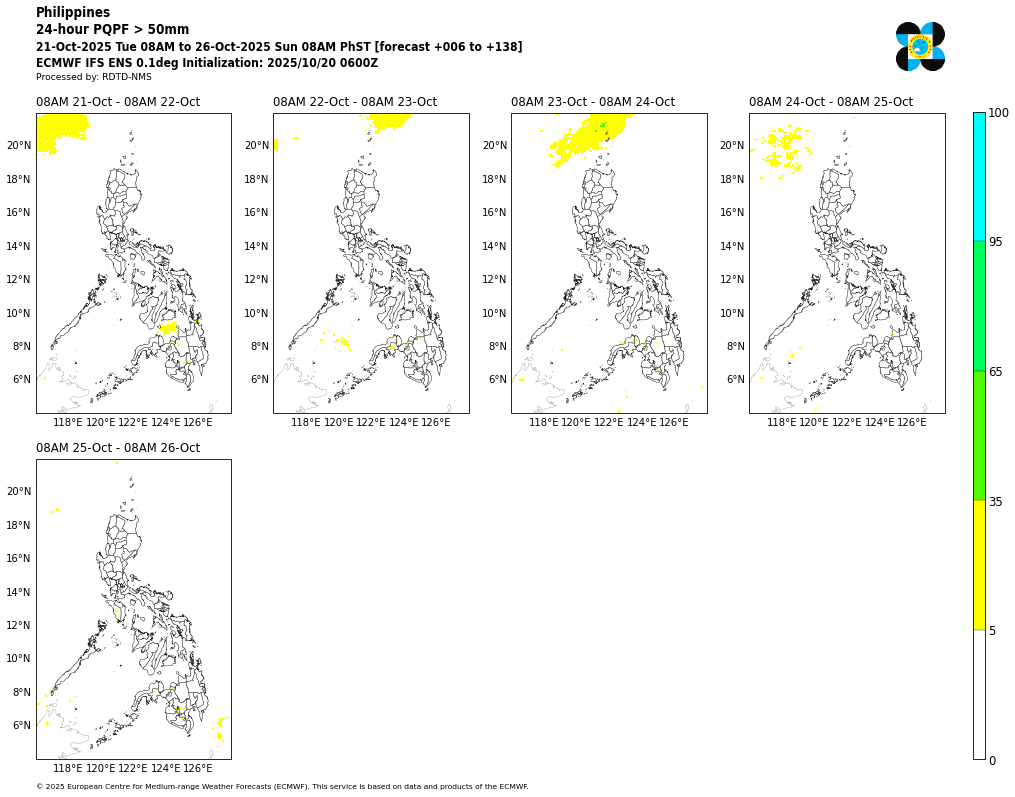 Philippines
24-hour PQPF > 50mm
21-Oct-2025 Tue 08AM to 26-Oct-2025 Sun 08AM PhST [forecast +006 to +138]
ECMWF IFS ENS 0.1deg Initialization: 2025/10/20 0600Z
Processed by: RDTD-NMS
08AM 21-Oct - 08AM 22-Oct
08AM 22-Oct - 08AM 23-Oct
08AM 23-Oct - 08AM 24-Oct
08AM 24-Oct - 08AM 25-Oct
20°N 20°N 20°N 20°N
18°N 18°N 18°N 18°N
16°N 16°N 16°N 16°N
14°N 14°N 14°N 14°N
12°N 12°N 12°N 12°N
10°N 10°N 10°N 10°N
8°N 8°N 8°N 8°N
6°N 6°N 6°N 6°N
118°E 120°E 122°E 124°E 126°E 118°E 120°E 122°E 124°E 126°E 118°E 120°E 122°E 124°E 126°E 118°E 120°E 122°E 124°E 126°E
100
95
65
35
5
0
08AM 25-Oct - 08AM 26-Oct
20°N
18°N
16°N
14°N
12°N
10°N
8°N
6°N
118°E 120°E 122°E 124°E 126°E
© 2025 European Centre for Medium-range Weather Forecasts (ECMWF). This service is based on data and products of the ECMWF.